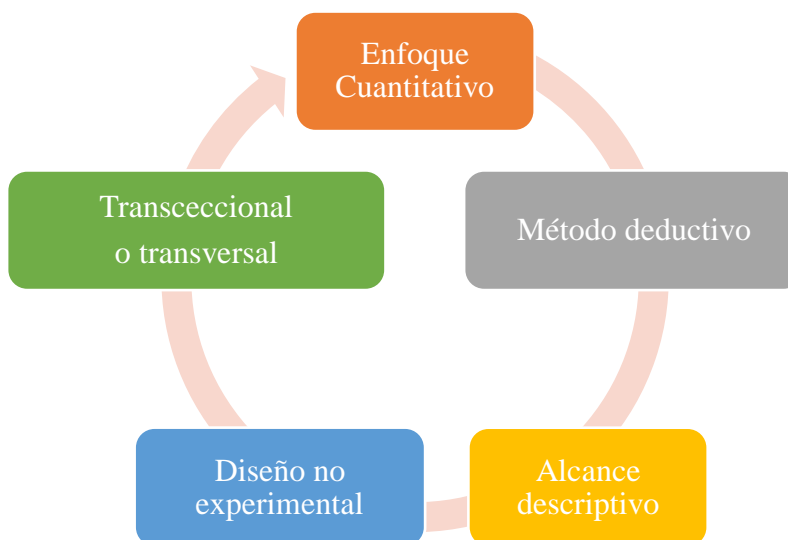 Enfoque
Cuantitativo
Método deductivo
Alcance
descriptivo
Diseño no
experimental
Transceccional
o transversal